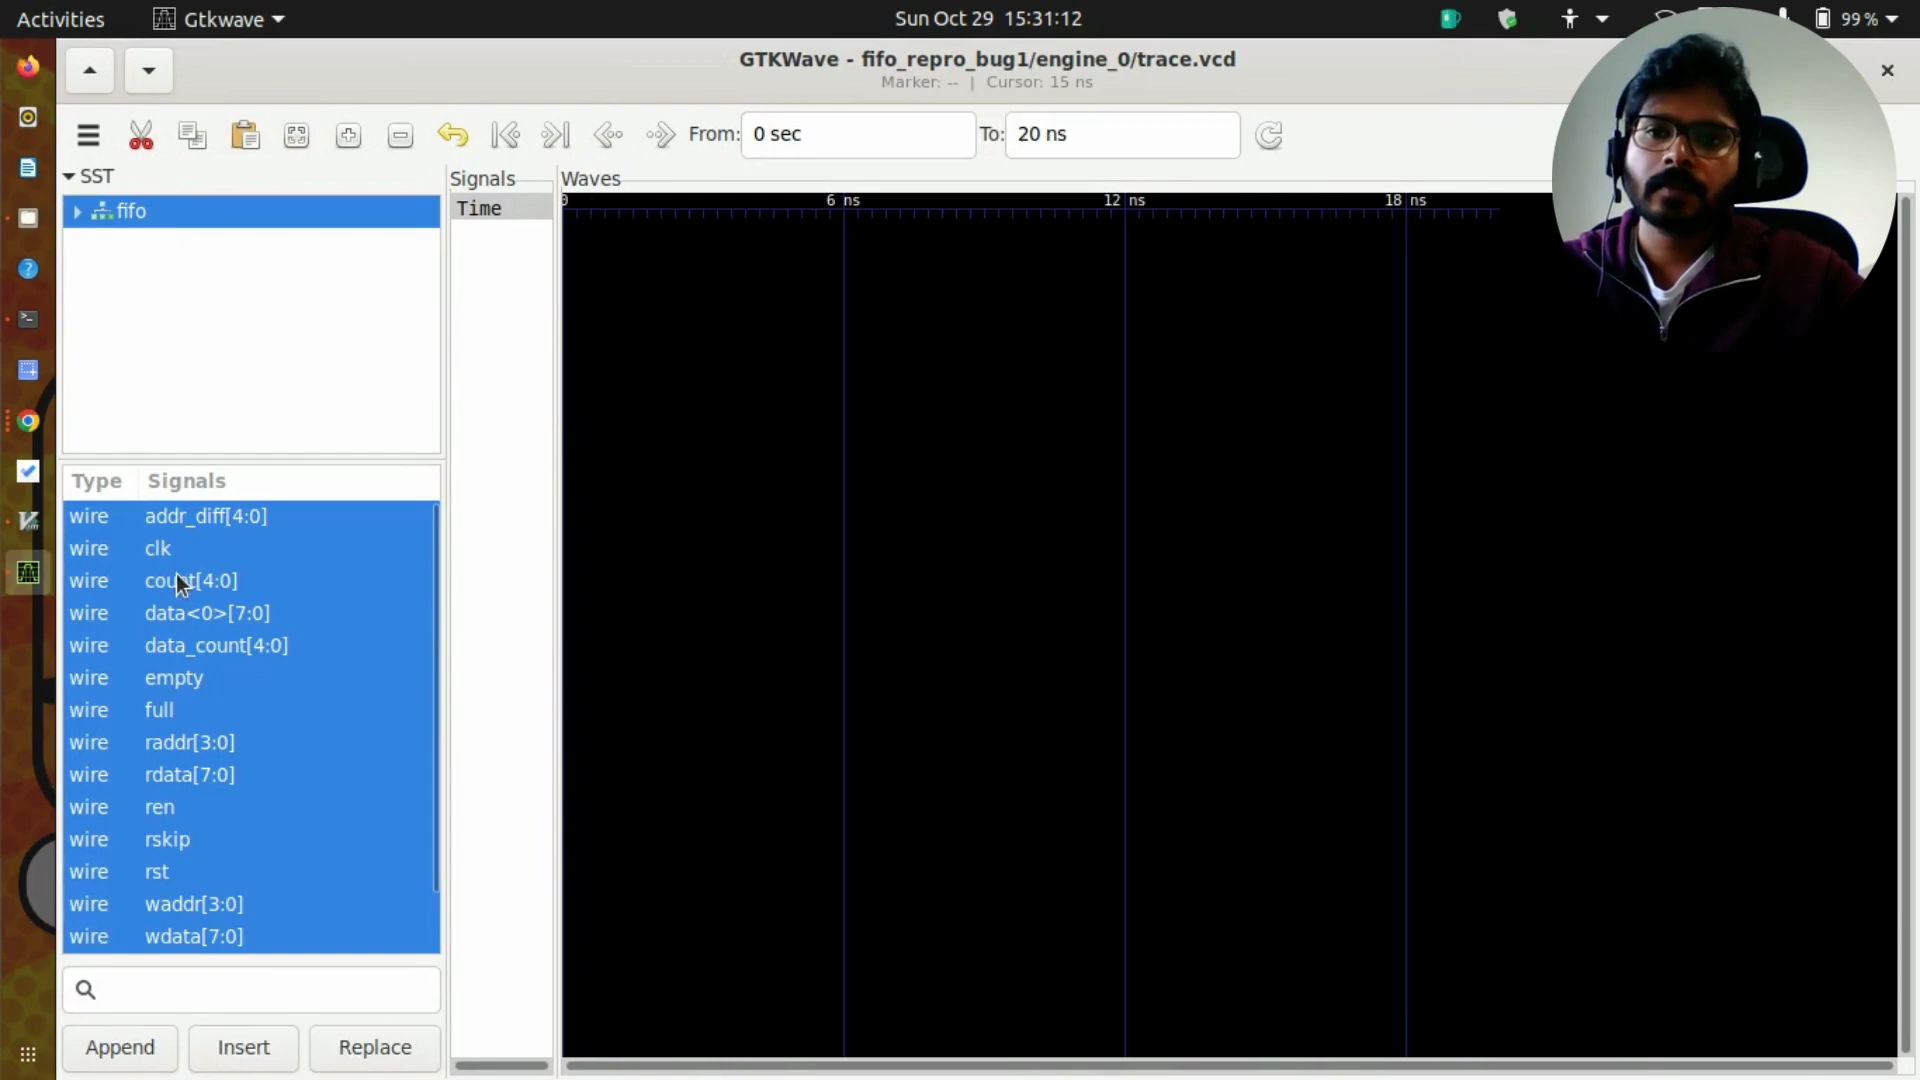 Activities
Gtkwave
Sun Oct 29 15:31:12
99 %
GTKWave - fifo_repro_bug1/engine_0/trace.vcd
Marker: -- | Cursor: 15 ns
From: 0 sec
To: 20 ns
SST
fifo
Signals
Time
Waves
0 6 ns 12 ns 18 ns
Type Signals
wire addr_diff[4:0]
wire clk
wire count[4:0]
wire data<0>[7:0]
wire data_count[4:0]
wire empty
wire full
wire raddr[3:0]
wire rdata[7:0]
wire ren
wire rskip
wire rst
wire waddr[3:0]
wire wdata[7:0]
Append Insert Replace